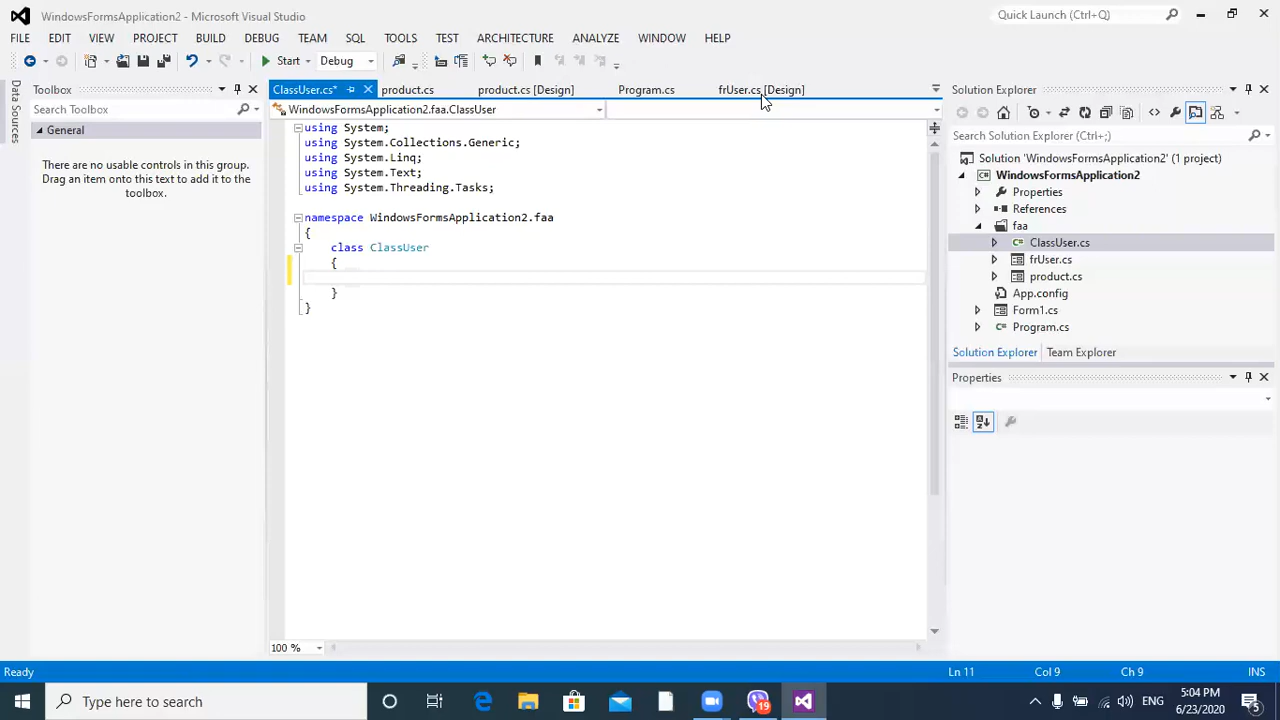 WindowsFormsApplication2 - Microsoft Visual Studio
Quick Launch (Ctrl+Q)
FILE EDIT VIEW PROJECT BUILD DEBUG TEAM SQL TOOLS TEST ARCHITECTURE ANALYZE WINDOW HELP
Start Debug
Data Sources
Toolbox
Search Toolbox
General
There are no usable controls in this group.
Drag an item onto this text to add it to the
toolbox.
ClassUser.cs* product.cs product.cs [Design] Program.cs frUser.cs [Design]
WindowsFormsApplication2.faa.ClassUser
using System;
using System.Collections.Generic;
using System.Linq;
using System.Text;
using System.Threading.Tasks;
namespace WindowsFormsApplication2.faa
{
class ClassUser
{
}
}
100 %
Solution Explorer
Search Solution Explorer (Ctrl+;)
Solution 'WindowsFormsApplication2' (1 project)
WindowsFormsApplication2
Properties
References
faa
ClassUser.cs
frUser.cs
product.cs
App.config
Form1.cs
Program.cs
Solution Explorer Team Explorer
Properties
Ready Ln 11 Col 9 Ch 9 INS
Type here to search
19
ENG
5:04 PM
6/23/2020
5